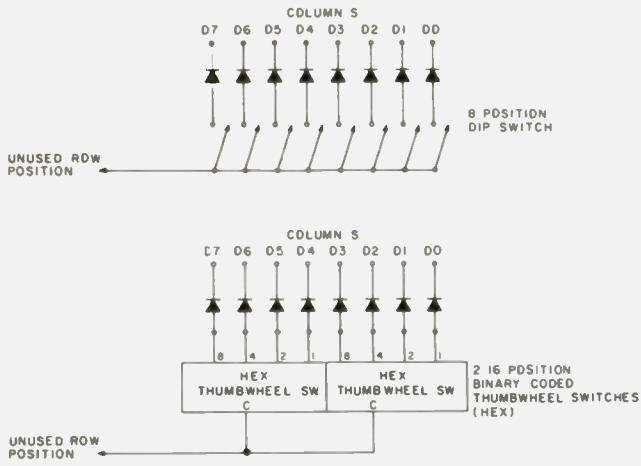 COLUMN S
D7 D6 D5 D4 D3 D2 D1 D0
8 POSITION
DIP SWITCH
UNUSED ROW
POSITION
COLUMN S
D7 D6 D5 D4 D3 D2 D1 D0
8 4 2 1 8 4 2 1
HEX
THUMBWHEEL SW
C
HEX
THUMBWHEEL SW
C
2 16 POSITION
BINARY CODED
THUMBWHEEL SWITCHES
(HEX)
UNUSED ROW
POSITION